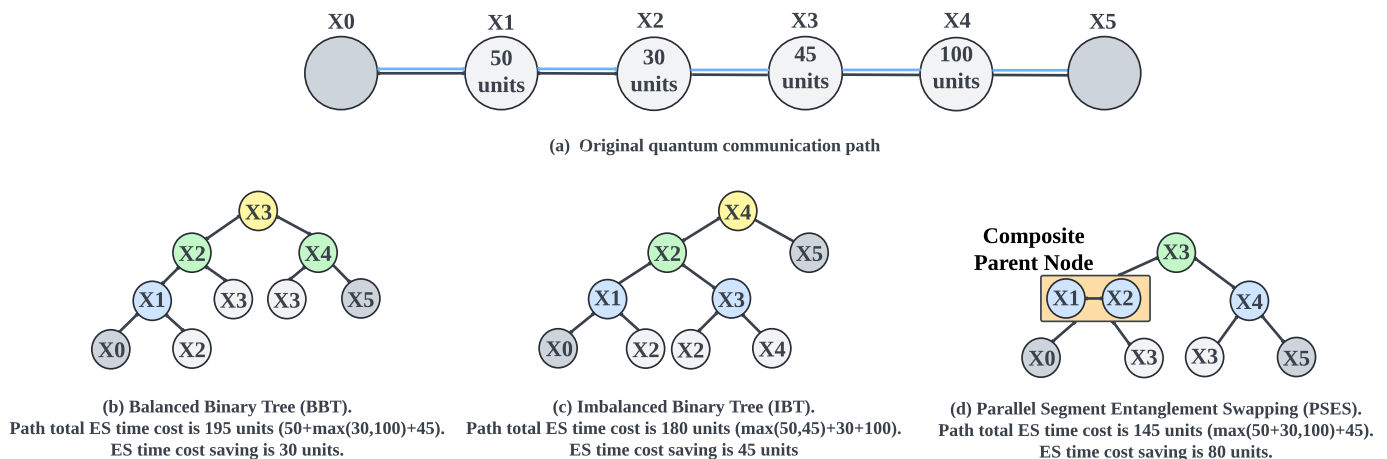 X0 X1 X2 X3 X4 X5
50 units
30 units
45 units
100 units
(a) Original quantum communication path
X3
X2 X4
X1 X3 X3 X5
X0 X2
(b) Balanced Binary Tree (BBT).
Path total ES time cost is 195 units (50+max(30,100)+45).
ES time cost saving is 30 units.
X4
X2 X5
X1 X3
X0 X2 X2 X4
(c) Imbalanced Binary Tree (IBT).
Path total ES time cost is 180 units (max(50,45)+30+100).
ES time cost saving is 45 units
Composite
Parent Node
X3
X1 X2 X4
X0 X3 X3 X5
(d) Parallel Segment Entanglement Swapping (PSES).
Path total ES time cost is 145 units (max(50+30,100)+45).
ES time cost saving is 80 units.